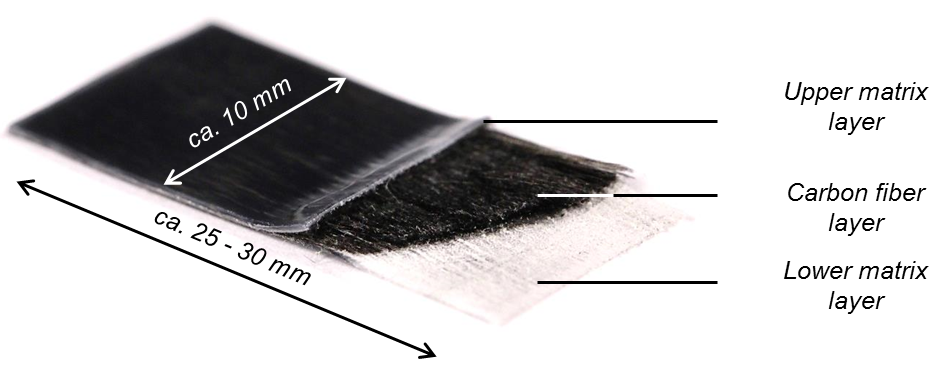 ca. 10 mm
ca. 25 - 30 mm
Upper matrix
layer
Carbon fiber
layer
Lower matrix
layer